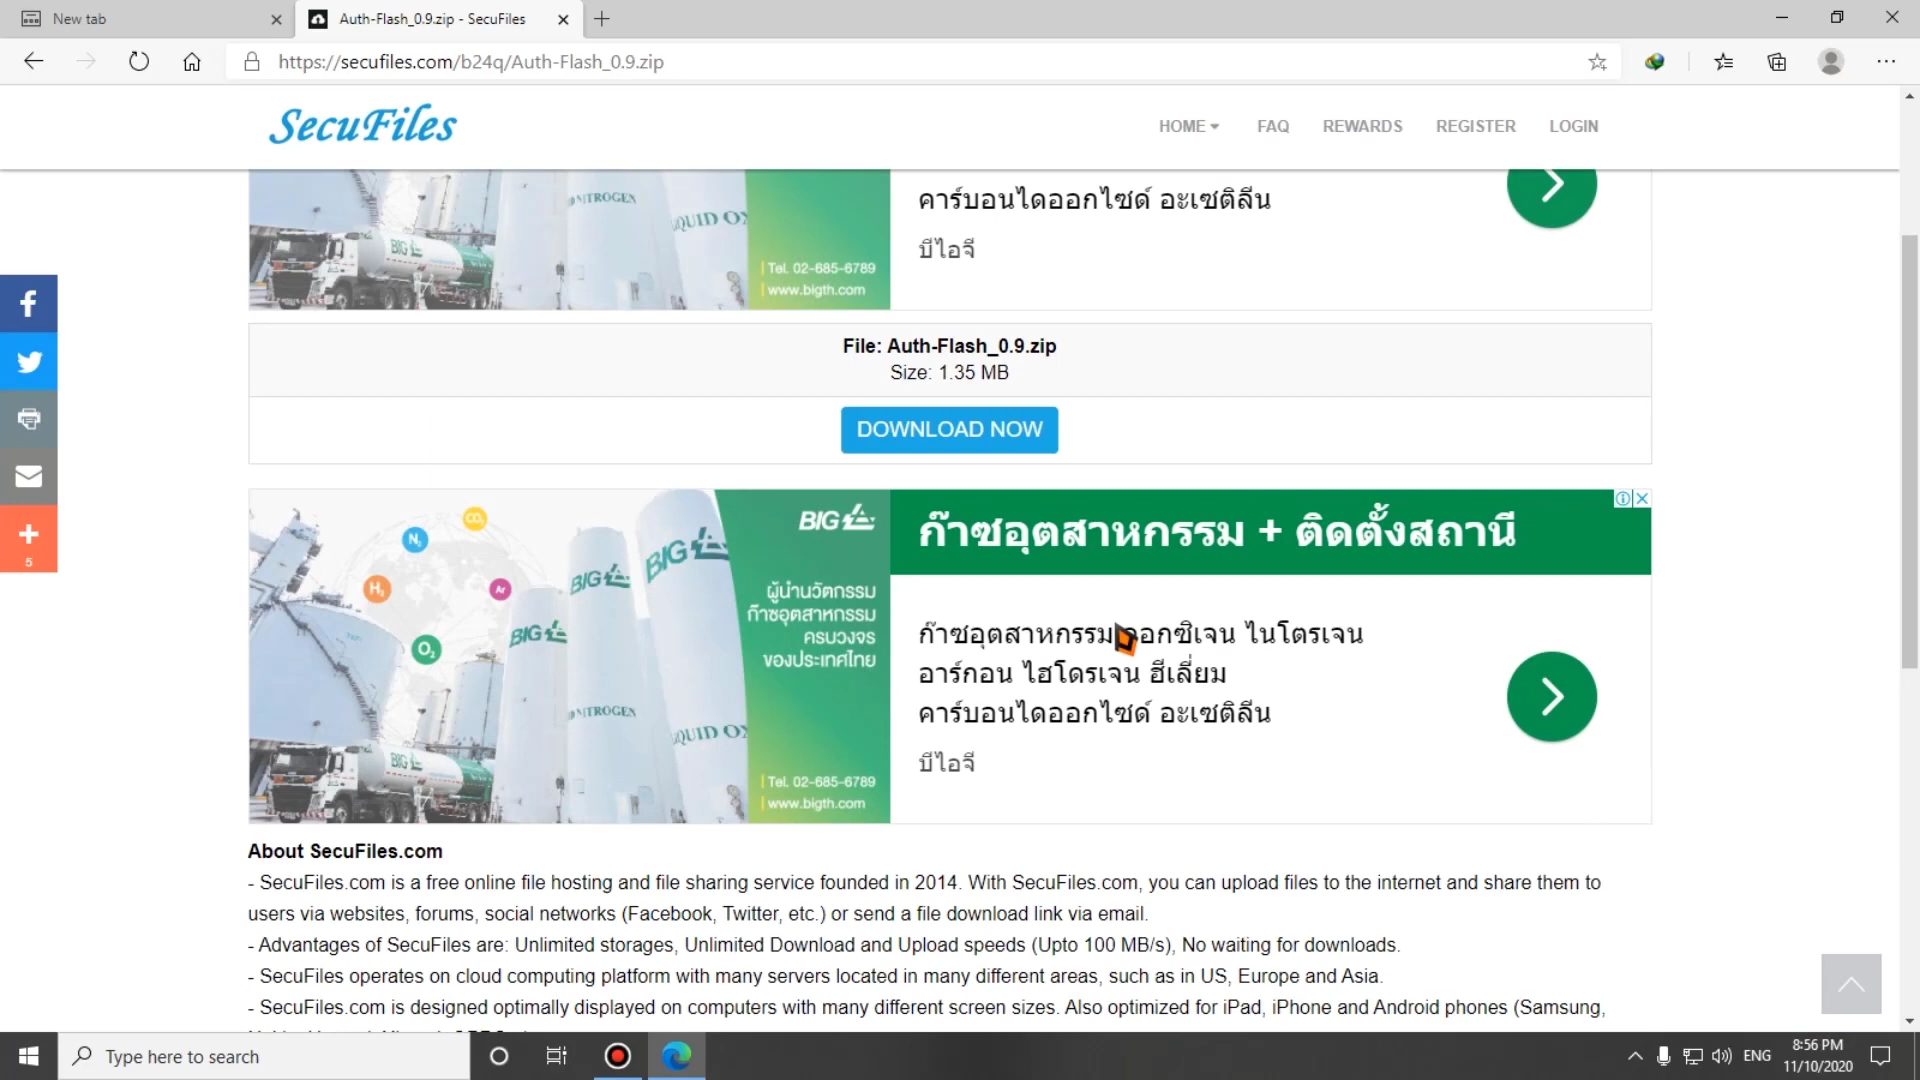 New tab
Auth-Flash_0.9.zip - SecuFiles
https://secufiles.com/b24q/Auth-Flash_0.9.zip
SecuFiles
HOME
FAQ
REWARDS
REGISTER
LOGIN
NITROGEN
BIG
Tel. 02-685-6789
www.bigth.com
คาร์บอนไดออกไซด์ อะเซติลีน
บีไอจี
File: Auth-Flash_0.9.zip
Size: 1.35 MB
DOWNLOAD NOW
5
CO₂
N₂
H₂
Ar
O₂
BIG
BIG
BIG
BIG
ผู้นำนวัตกรรม
ก๊าซอุตสาหกรรม
ครบวงจร
ของประเทศไทย
NITROGEN
BIG
Tel. 02-685-6789
www.bigth.com
ก๊าซอุตสาหกรรม + ติดตั้งสถานี
ก๊าซอุตสาหกรรม ออกซิเจน ไนโตรเจน
อาร์กอน ไฮโดรเจน ฮีเลี่ยม
คาร์บอนไดออกไซด์ อะเซติลีน
บีไอจี
About SecuFiles.com
- SecuFiles.com is a free online file hosting and file sharing service founded in 2014. With SecuFiles.com, you can upload files to the internet and share them to
users via websites, forums, social networks (Facebook, Twitter, etc.) or send a file download link via email.
- Advantages of SecuFiles are: Unlimited storages, Unlimited Download and Upload speeds (Upto 100 MB/s), No waiting for downloads.
- SecuFiles operates on cloud computing platform with many servers located in many different areas, such as in US, Europe and Asia.
- SecuFiles.com is designed optimally displayed on computers with many different screen sizes. Also optimized for iPad, iPhone and Android phones (Samsung,
Type here to search
ENG
8:56 PM
11/10/2020